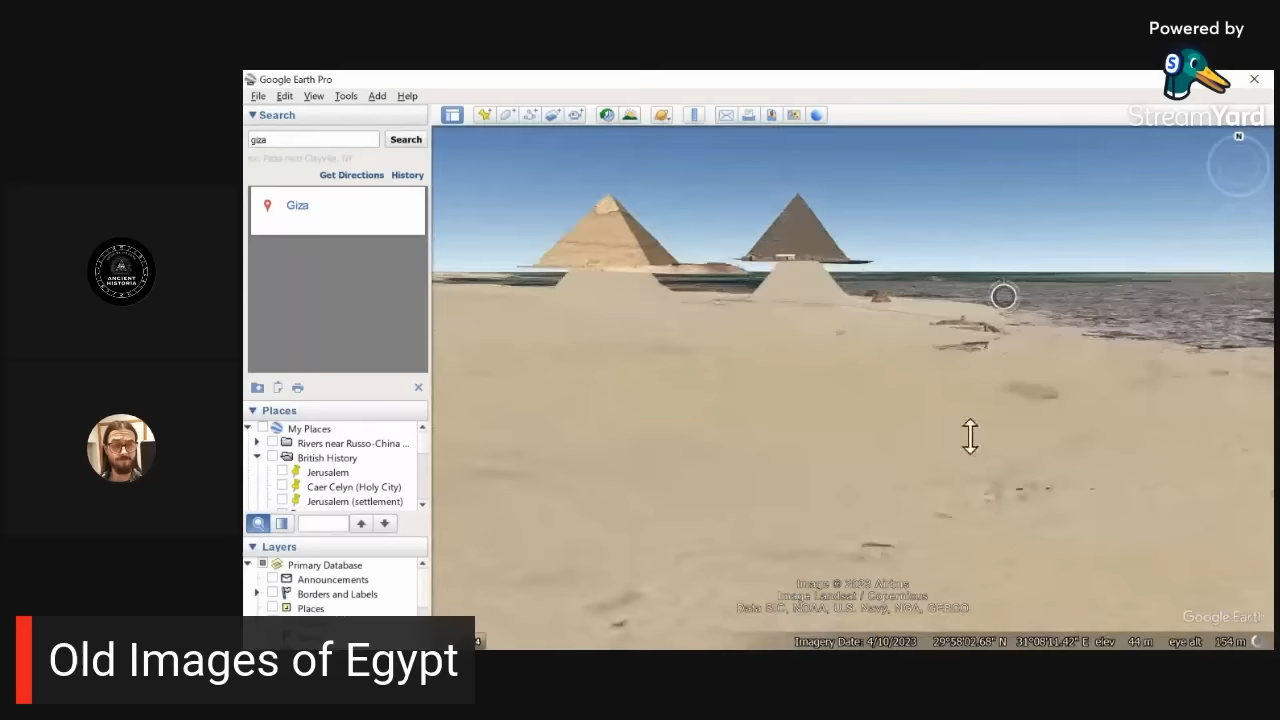 Powered by
S
StreamYard
Google Earth Pro
File Edit View Tools Add Help
Search
giza
Search
Get Directions History
Giza
N
ANCIENT
HISTORIA
Places
My Places
Rivers near Russo-China ...
British History
Jerusalem
Caer Celyn (Holy City)
Jerusalem (settlement)
Layers
Primary Database
Announcements
Borders and Labels
Places
Image Landsat / Copernicus
Data SIO, NOAA, U.S. Navy, NGA, GEBCO
Google Earth
Imagery Date: 4/10/2023 29°58'02.68" N 31°08'11.42" E elev 44 m eye alt 154 m
Old Images of Egypt